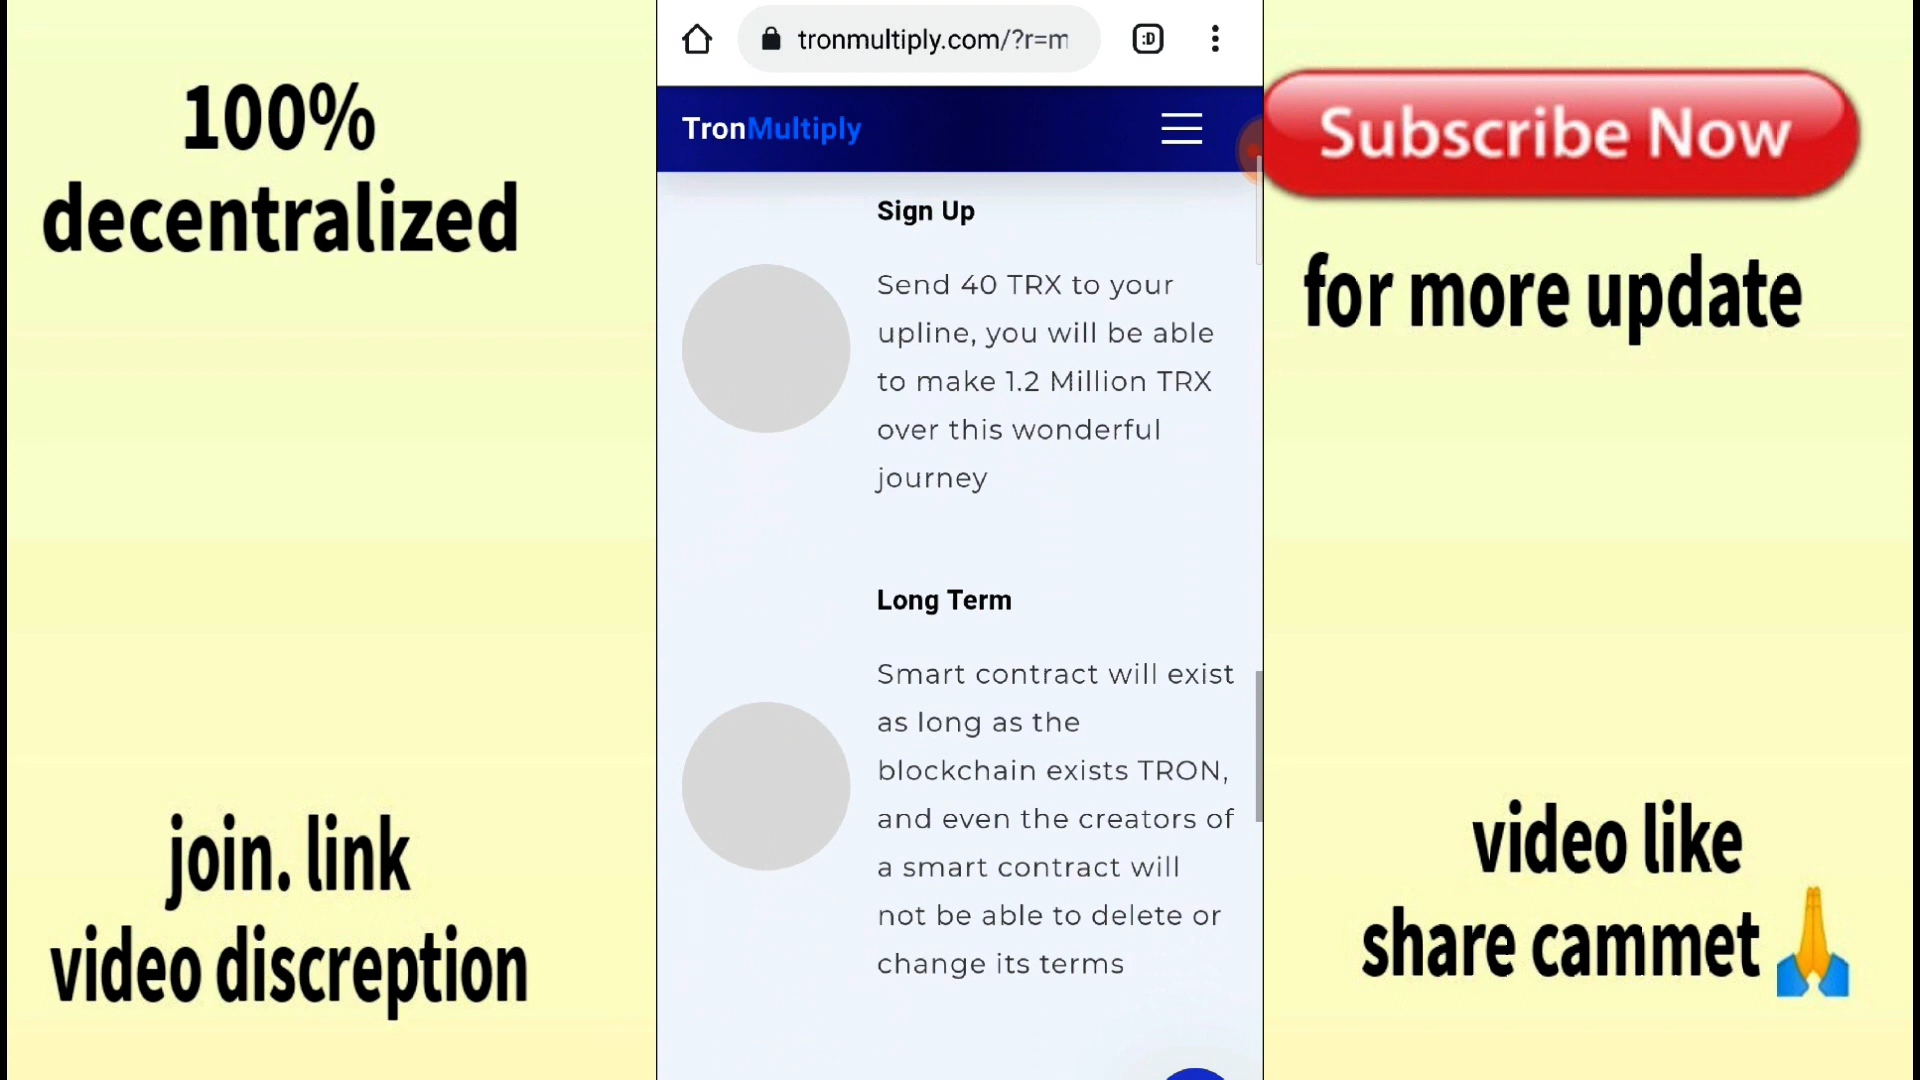 100%
decentralized
join. link
video discreption
tronmultiply.com/?r=m
:D
TronMultiply
Sign Up
Send 40 TRX to your
upline, you will be able
to make 1.2 Million TRX
over this wonderful
journey
Long Term
Smart contract will exist
as long as the
blockchain exists TRON,
and even the creators of
a smart contract will
not be able to delete or
change its terms
Subscribe Now
for more update
video like
share cammet